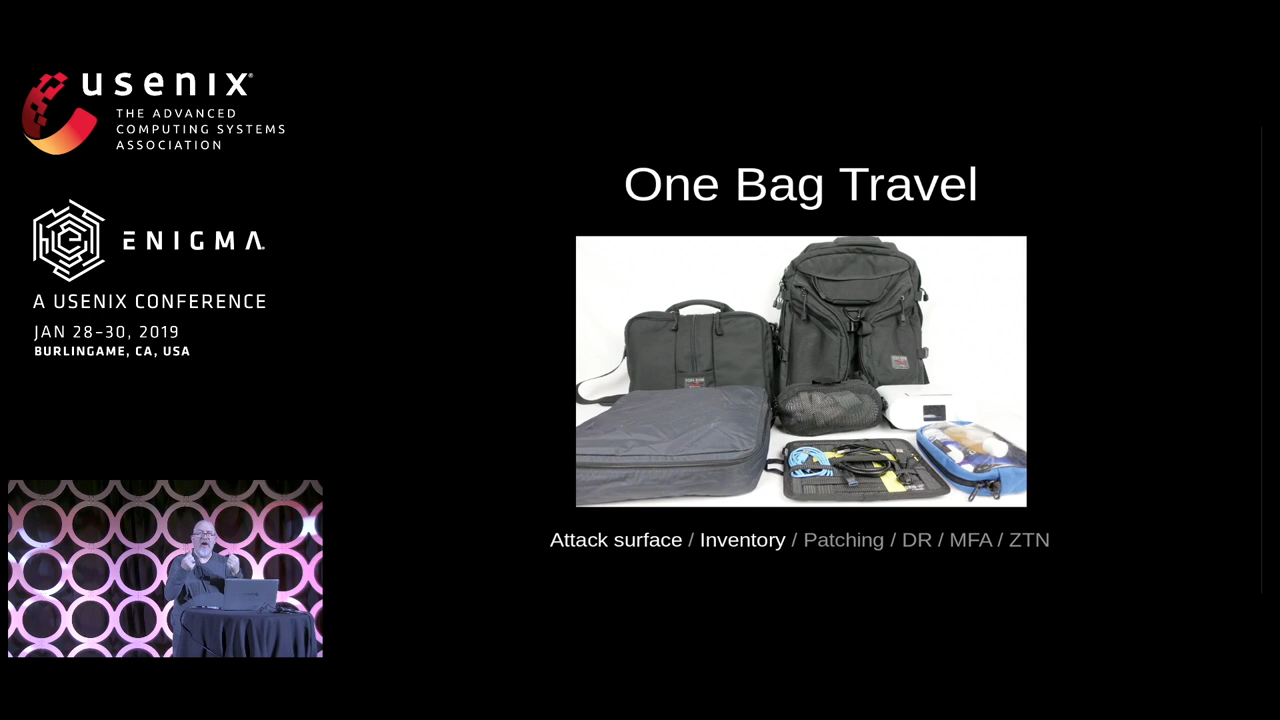 usenix®
THE ADVANCED
COMPUTING SYSTEMS
ASSOCIATION
ENIGMA
A USENIX CONFERENCE
JAN 28–30, 2019
BURLINGAME, CA, USA
One Bag Travel
Attack surface / Inventory / Patching / DR / MFA / ZTN